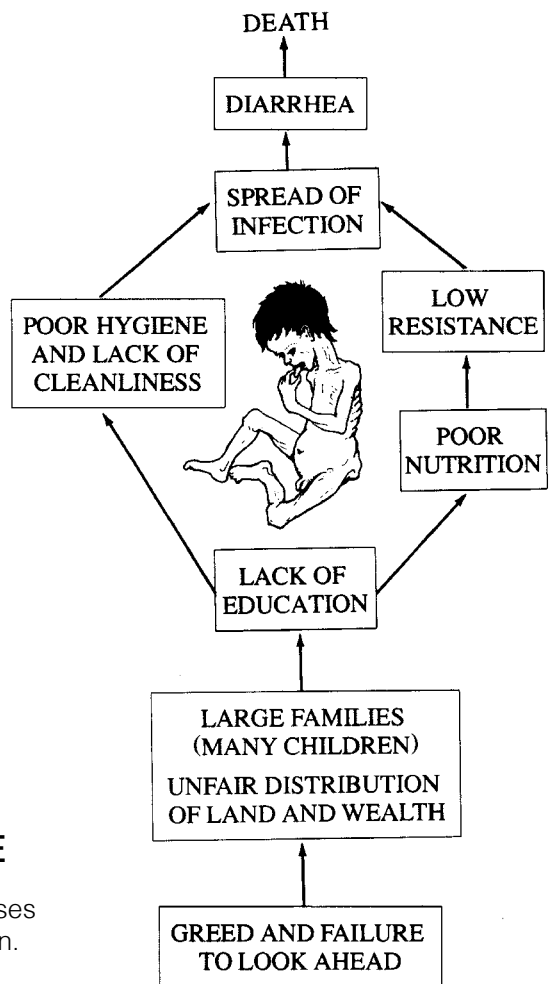 DEATH
DIARRHEA
SPREAD OF
INFECTION
POOR HYGIENE
AND LACK OF
CLEANLINESS
LOW
RESISTANCE
POOR
NUTRITION
LACK OF
EDUCATION
LARGE FAMILIES
(MANY CHILDREN)
UNFAIR DISTRIBUTION
OF LAND AND WEALTH
GREED AND FAILURE
TO LOOK AHEAD